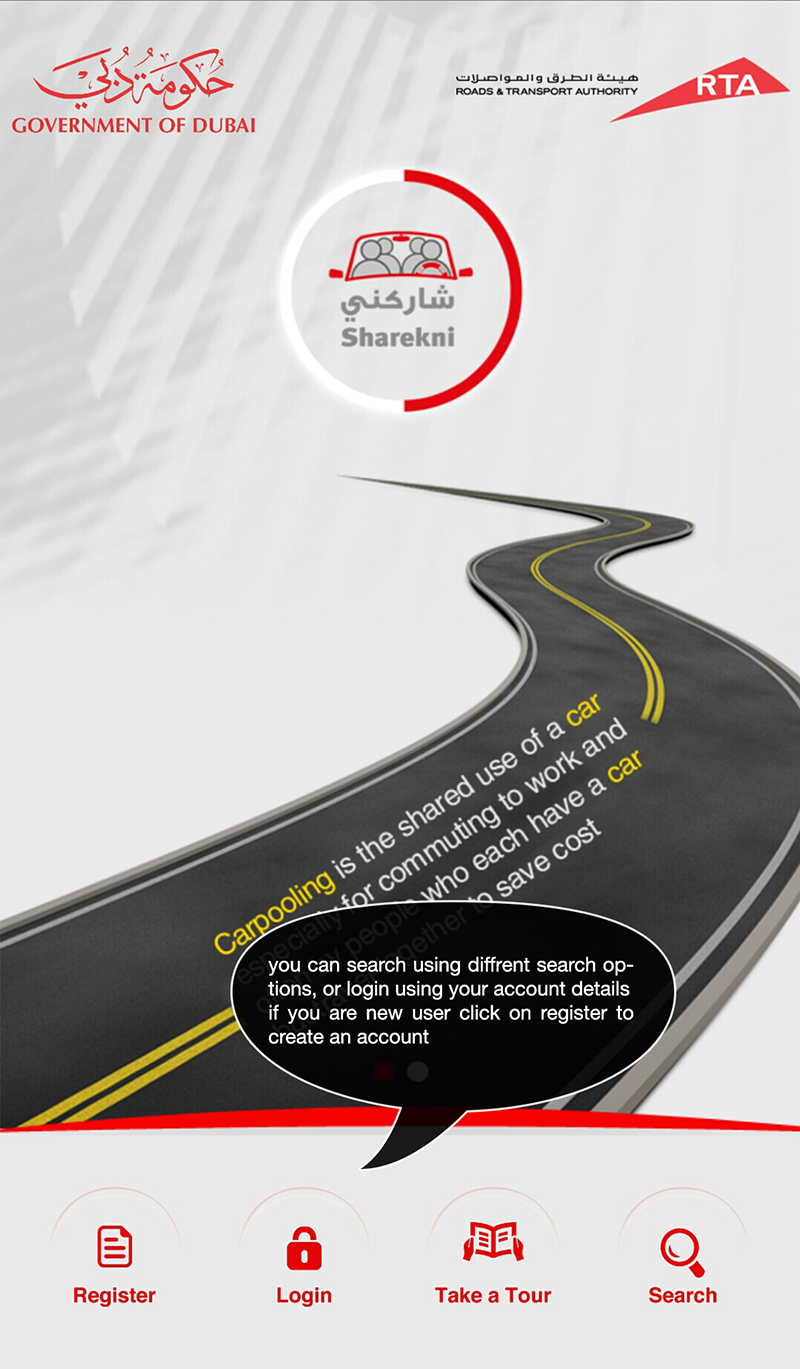 حكومة دبي
GOVERNMENT OF DUBAI
هيئة الطرق والمواصلات
ROADS & TRANSPORT AUTHORITY
RTA
شاركني
Sharekni
Carpooling is the shared use of a car
especially for commuting to work and
people who each have a car
together to save cost
you can search using diffrent search op-
tions, or login using your account details
if you are new user click on register to
create an account
Register
Login
Take a Tour
Search